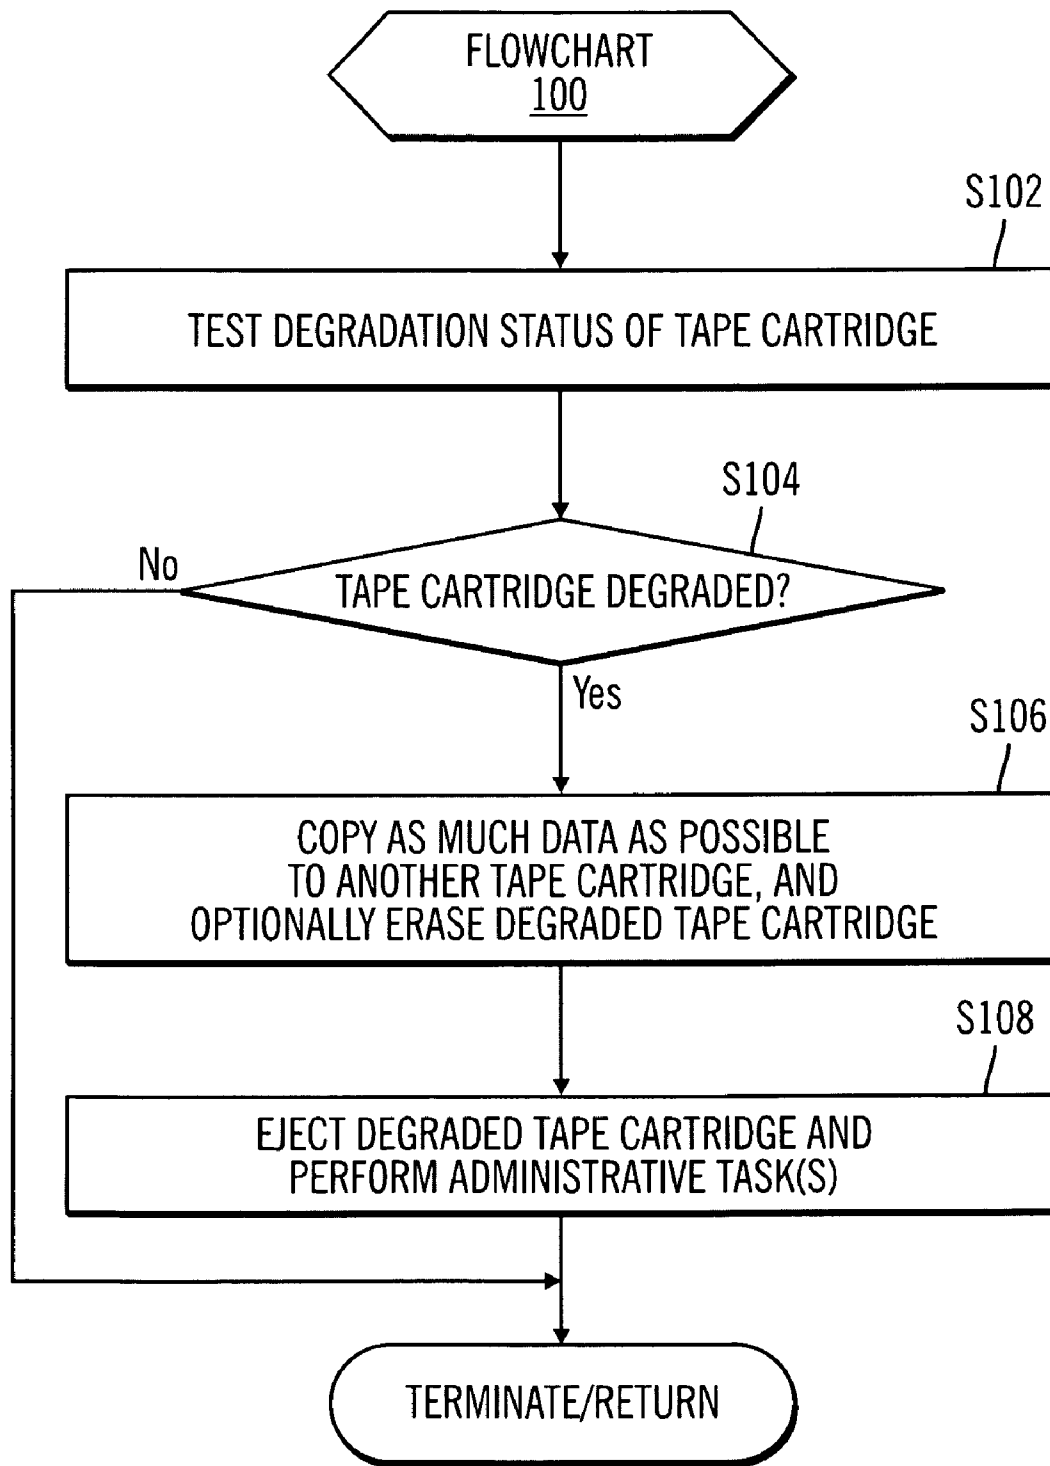 FLOWCHART
100
S102
TEST DEGRADATION STATUS OF TAPE CARTRIDGE
S104
No
TAPE CARTRIDGE DEGRADED?
Yes
S106
COPY AS MUCH DATA AS POSSIBLE
TO ANOTHER TAPE CARTRIDGE, AND
OPTIONALLY ERASE DEGRADED TAPE CARTRIDGE
S108
EJECT DEGRADED TAPE CARTRIDGE AND
PERFORM ADMINISTRATIVE TASK(S)
TERMINATE/RETURN